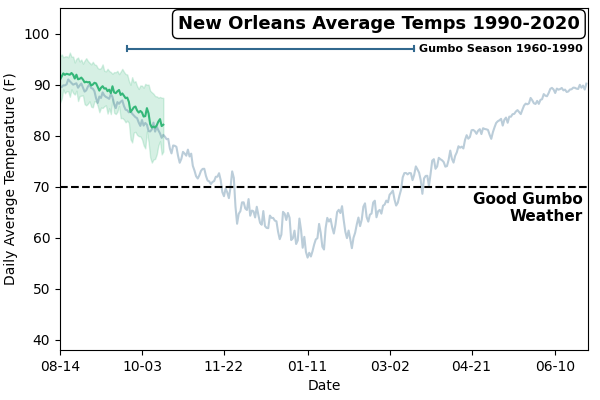 New Orleans Average Temps 1990-2020
Gumbo Season 1960-1990
Good Gumbo
Weather
Daily Average Temperature (F)
100
90
80
70
60
50
40
08-14
10-03
11-22
01-11
03-02
04-21
06-10
Date